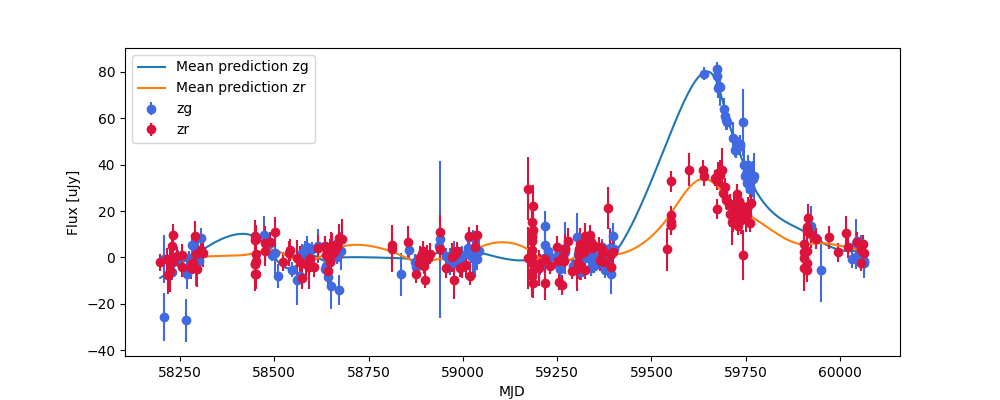 Mean prediction zg
Mean prediction zr
zg
zr
80
60
40
20
0
−20
−40
Flux [uJy]
58250
58500
58750
59000
59250
59500
59750
60000
MJD